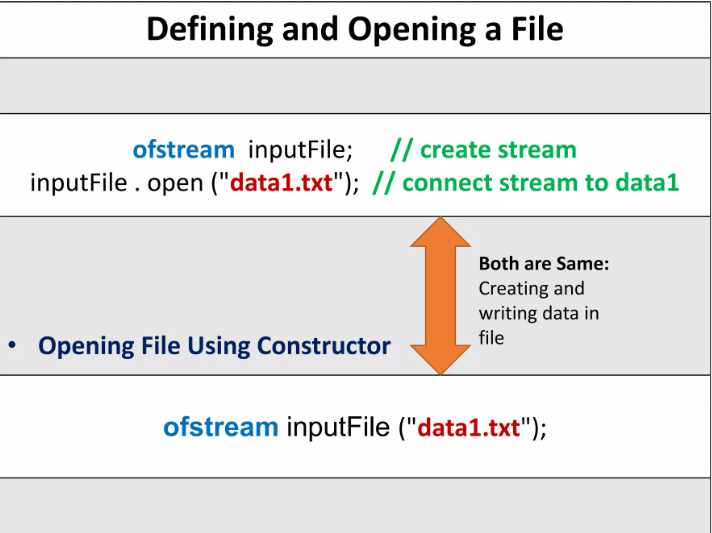 Defining and Opening a File
ofstream inputFile; // create stream
inputFile . open ("data1.txt"); // connect stream to data1
Both are Same:
Creating and
writing data in
file
• Opening File Using Constructor
ofstream inputFile ("data1.txt");